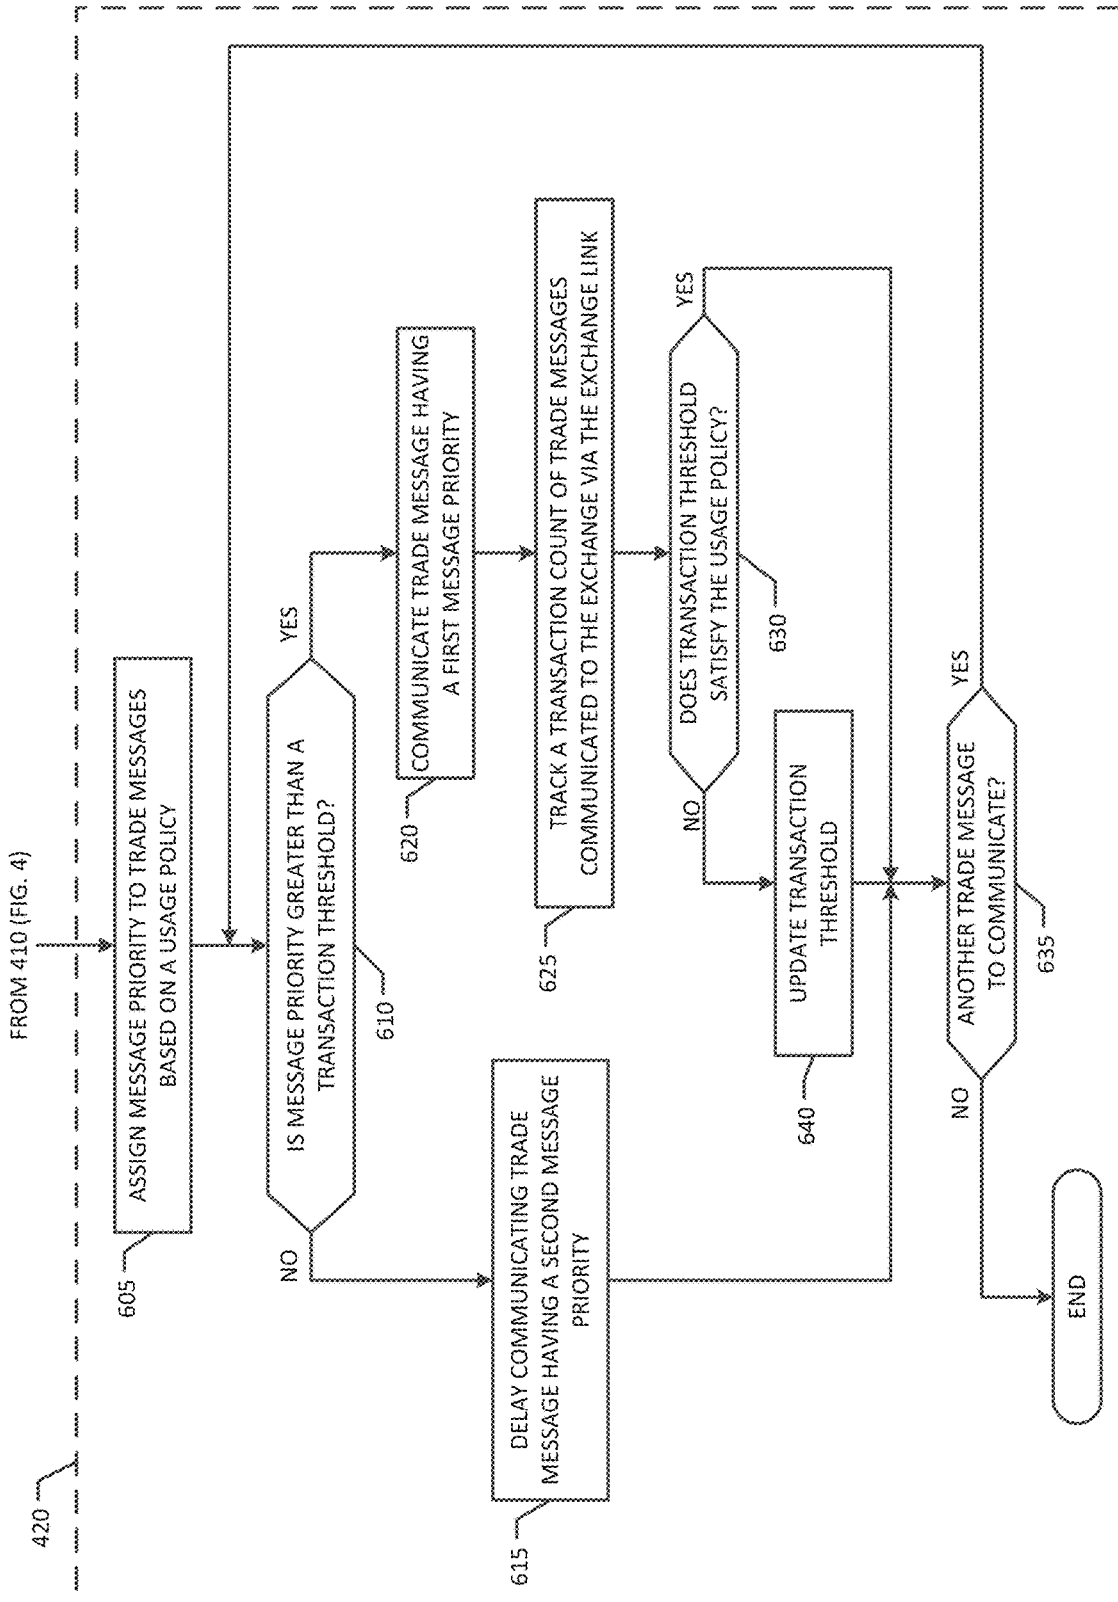 FROM 410 (FIG. 4)
420
605
ASSIGN MESSAGE PRIORITY TO TRADE MESSAGES
BASED ON A USAGE POLICY
IS MESSAGE PRIORITY GREATER THAN A
TRANSACTION THRESHOLD?
610
NO
YES
615
DELAY COMMUNICATING TRADE
MESSAGE HAVING A SECOND MESSAGE
PRIORITY
620
COMMUNICATE TRADE MESSAGE HAVING
A FIRST MESSAGE PRIORITY
625
TRACK A TRANSACTION COUNT OF TRADE MESSAGES
COMMUNICATED TO THE EXCHANGE VIA THE EXCHANGE LINK
DOES TRANSACTION THRESHOLD
SATISFY THE USAGE POLICY?
630
NO
YES
640
UPDATE TRANSACTION
THRESHOLD
ANOTHER TRADE MESSAGE
TO COMMUNICATE?
635
NO
YES
END